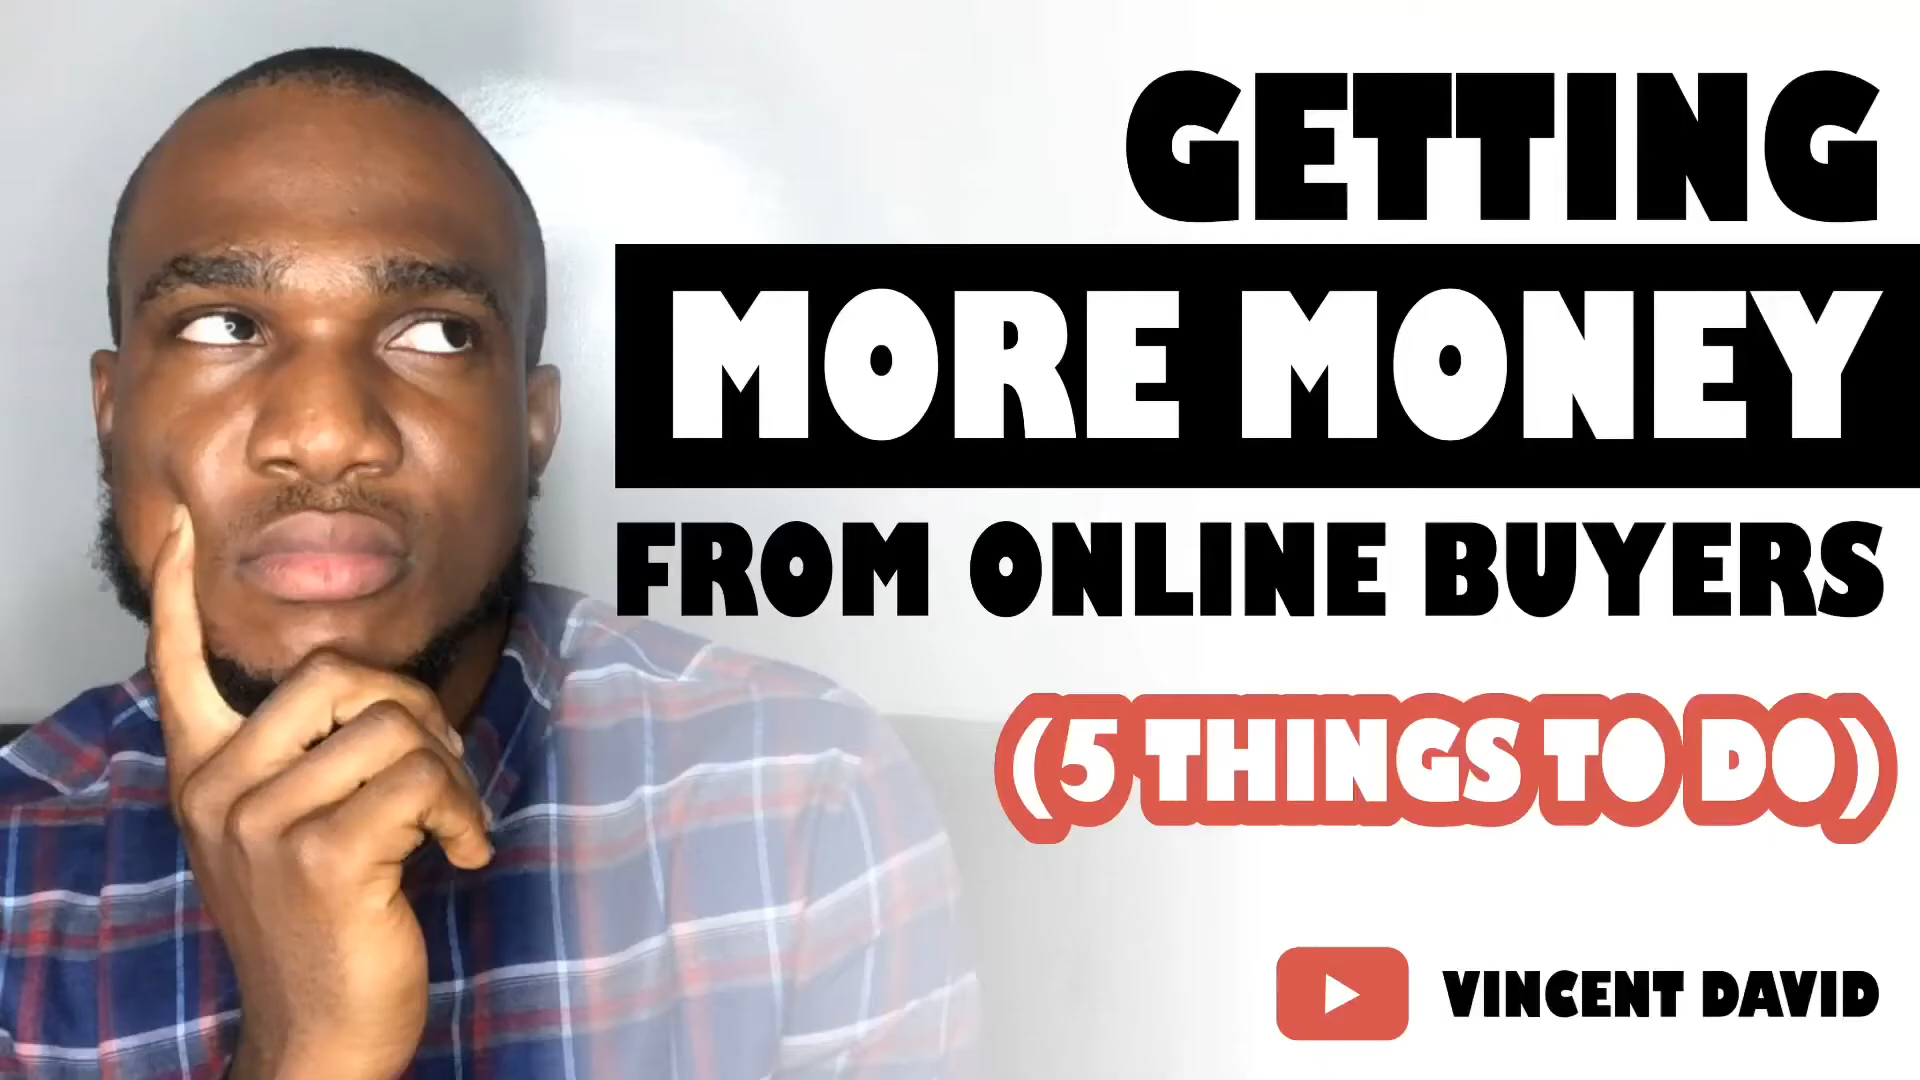 GETTING
MORE MONEY
FROM ONLINE BUYERS
(5 THINGS TO DO)
VINCENT DAVID